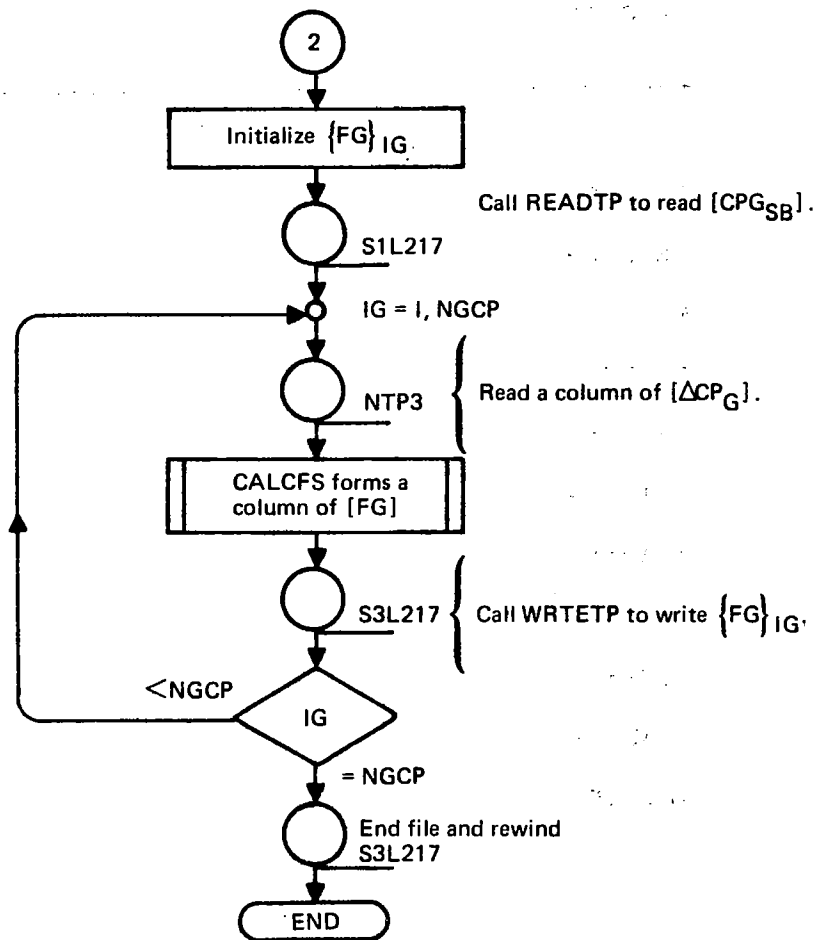 2
Initialize {FG}IG
Call READTP to read [CPGSB].
S1L217
IG = I, NGCP
NTP3
Read a column of [ΔCPG].
CALCFS forms a
column of [FG]
S3L217
Call WRTETP to write {FG}IG,
<NGCP
IG
= NGCP
End file and rewind
S3L217
END